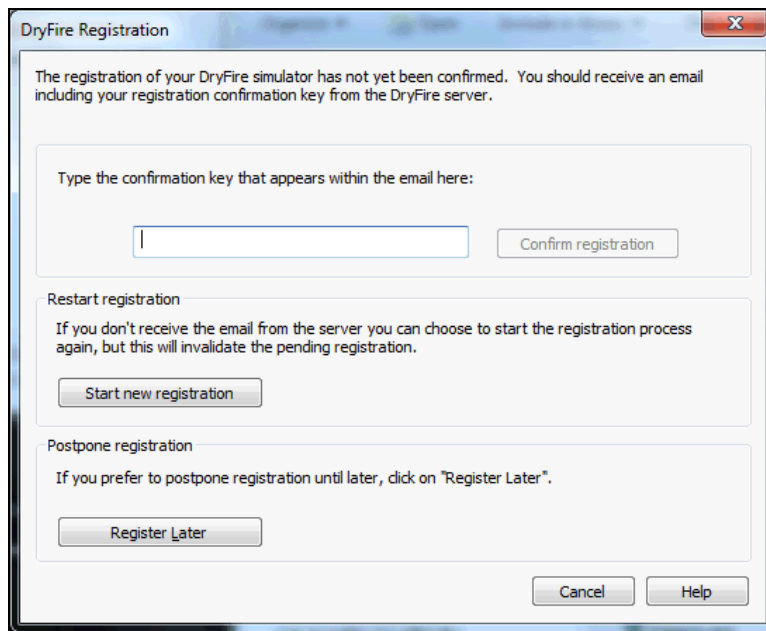 DryFire Registration
The registration of your DryFire simulator has not yet been confirmed.  You should receive an email
including your registration confirmation key from the DryFire server.
Type the confirmation key that appears within the email here:
Confirm registration
Restart registration
If you don't receive the email from the server you can choose to start the registration process
again, but this will invalidate the pending registration.
Start new registration
Postpone registration
If you prefer to postpone registration until later, click on "Register Later".
Register Later
Cancel Help